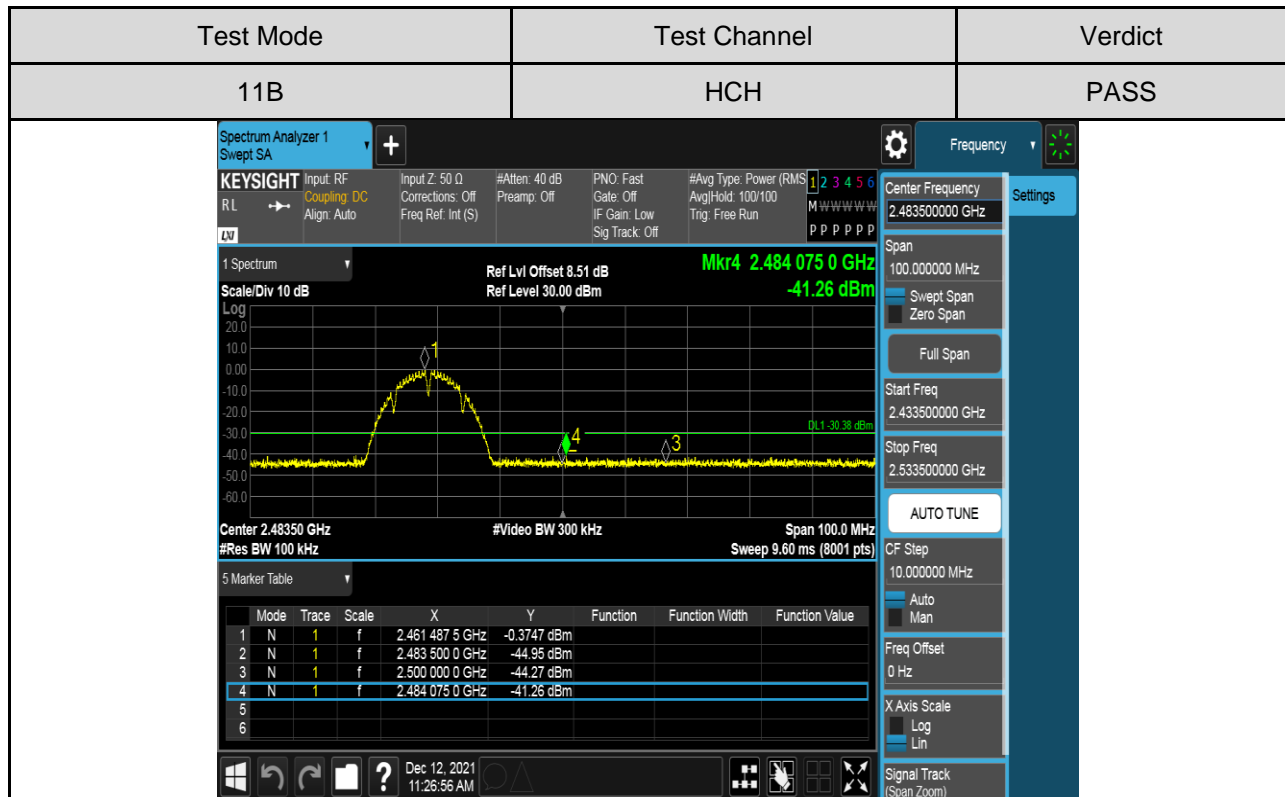 Test Mode Test Channel Verdict
11B HCH PASS
Spectrum Analyzer 1
Swept SA
+
Frequency
KEYSIGHT Input: RF Input Z: 50 Ω #Atten: 40 dB PNO: Fast #Avg Type: Power (RMS 1 2 3 4 5 6
RL Coupling: DC Corrections: Off Preamp: Off Gate: Off Avg|Hold: 100/100 M W W W W W
Align: Auto Freq Ref: Int (S) IF Gain: Low Trig: Free Run
LXI Sig Track: Off P P P P P P
1 Spectrum
Ref Lvl Offset 8.51 dB Mkr4 2.484 075 0 GHz
Scale/Div 10 dB Ref Level 30.00 dBm -41.26 dBm
Log
20.0
10.0
0.00
-10.0
-20.0
-30.0
-40.0
-50.0
-60.0
1
4
3
DL1 -30.38 dBm
Center 2.48350 GHz #Video BW 300 kHz Span 100.0 MHz
#Res BW 100 kHz Sweep 9.60 ms (8001 pts)
5 Marker Table
Mode Trace Scale X Y Function Function Width Function Value
1 N 1 f 2.461 487 5 GHz -0.3747 dBm
2 N 1 f 2.483 500 0 GHz -44.95 dBm
3 N 1 f 2.500 000 0 GHz -44.27 dBm
4 N 1 f 2.484 075 0 GHz -41.26 dBm
5
6
?
Dec 12, 2021
11:26:56 AM
Center Frequency
2.483500000 GHz
Settings
Span
100.000000 MHz
Swept Span
Zero Span
Full Span
Start Freq
2.433500000 GHz
Stop Freq
2.533500000 GHz
AUTO TUNE
CF Step
10.000000 MHz
Auto
Man
Freq Offset
0 Hz
X Axis Scale
Log
Lin
Signal Track
(Span Zoom)